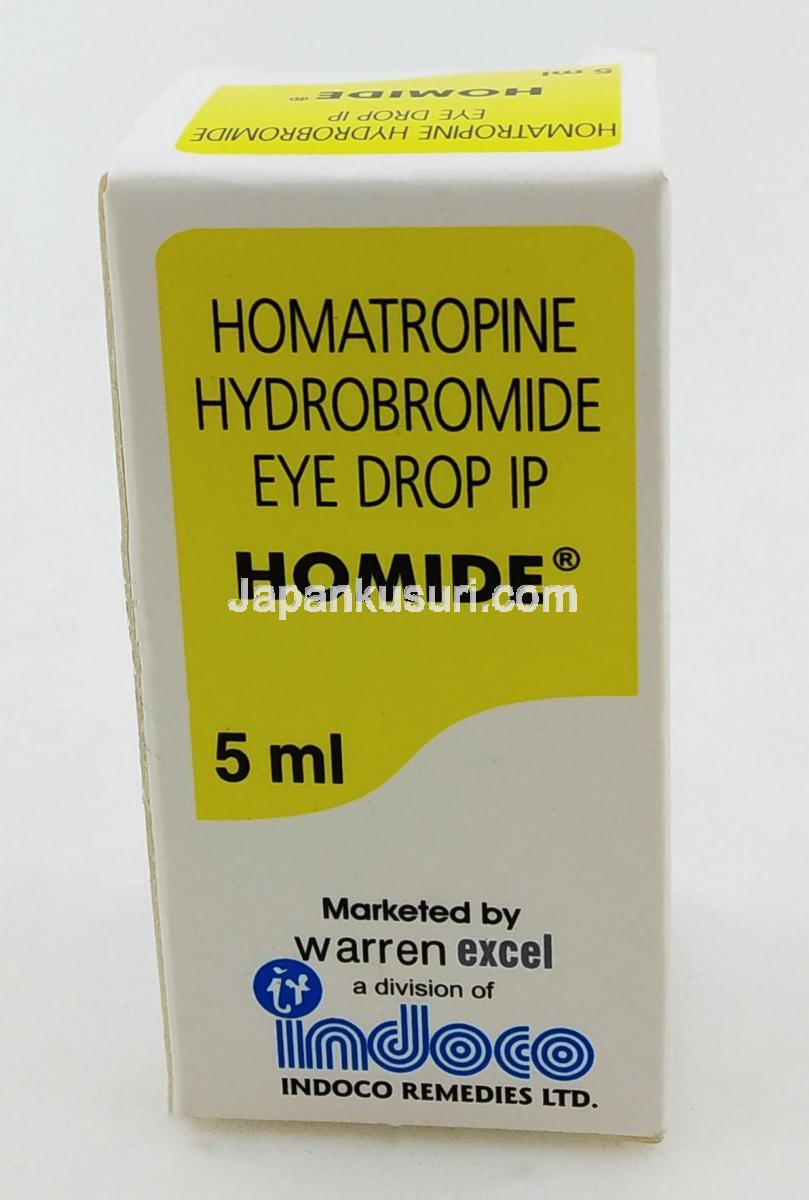 5 ml
HOMIDE®
EYE DROP IP
HOMATROPINE HYDROBROMIDE
HOMATROPINE
HYDROBROMIDE
EYE DROP IP
HOMIDE®
Japankusuri.com
5 ml
Marketed by
warren excel
a division of
indoco
INDOCO REMEDIES LTD.